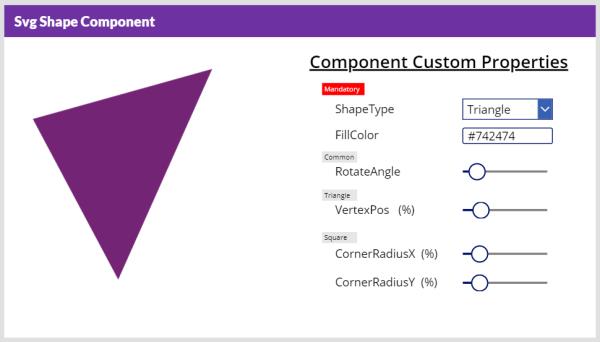 Svg Shape Component
Component Custom Properties
Mandatory
ShapeType Triangle
FillColor #742474
Common
RotateAngle
Triangle
VertexPos (%)
Square
CornerRadiusX (%)
CornerRadiusY (%)